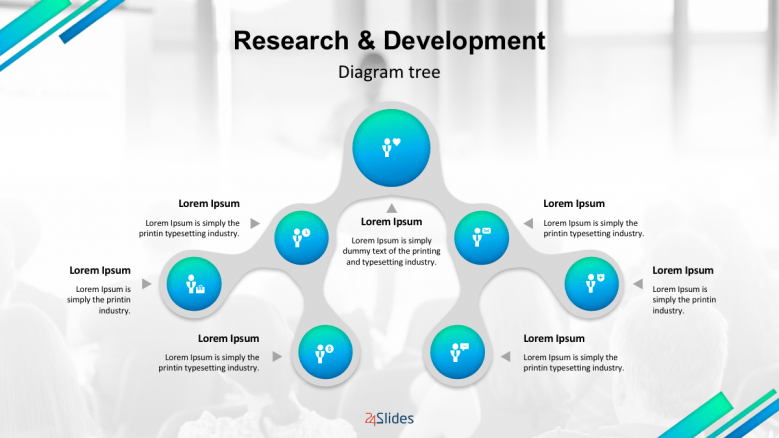 Research & Development
Diagram tree
Lorem Ipsum
Lorem Ipsum is simply the
printin typesetting industry.
Lorem Ipsum
Lorem Ipsum is simply the
printin typesetting industry.
Lorem Ipsum
Lorem Ipsum is simply
dummy text of the printing
and typesetting industry.
Lorem Ipsum
Lorem Ipsum is
simply the printin
industry.
Lorem Ipsum
Lorem Ipsum is
simply the printin
industry.
Lorem Ipsum
Lorem Ipsum is simply the
printin typesetting industry.
Lorem Ipsum
Lorem Ipsum is simply the
printin typesetting industry.
24Slides